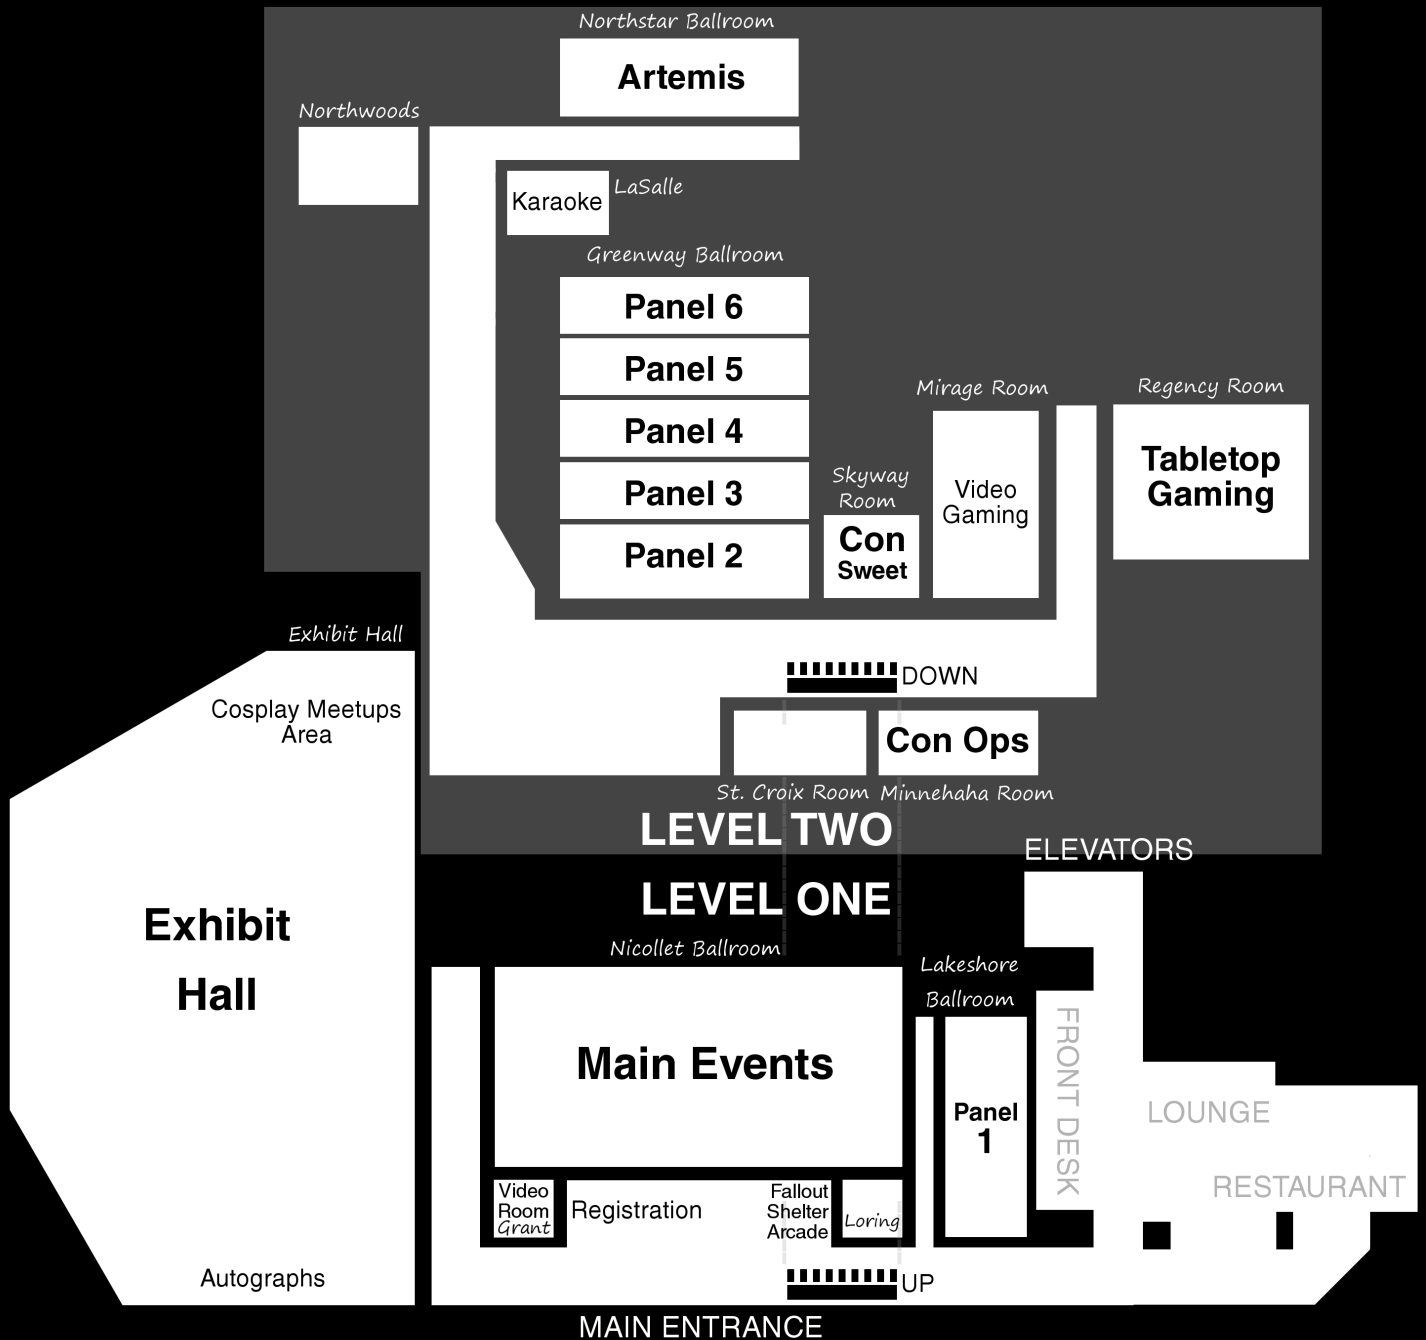 Northstar Ballroom
Artemis
Northwoods
Karaoke
LaSalle
Greenway Ballroom
Panel 6
Panel 5
Panel 4
Panel 3
Panel 2
Mirage Room
Regency Room
Tabletop
Gaming
Video
Gaming
Skyway
Room
Con
Sweet
DOWN
Con Ops
St. Croix Room
Minnehaha Room
LEVEL TWO
Exhibit Hall
Cosplay Meetups
Area
Exhibit
Hall
Autographs
LEVEL ONE
ELEVATORS
Nicollet Ballroom
Main Events
Lakeshore
Ballroom
Panel
1
FRONT DESK
LOUNGE
RESTAURANT
Video
Room
Grant
Registration
Fallout
Shelter
Arcade
Loring
UP
MAIN ENTRANCE